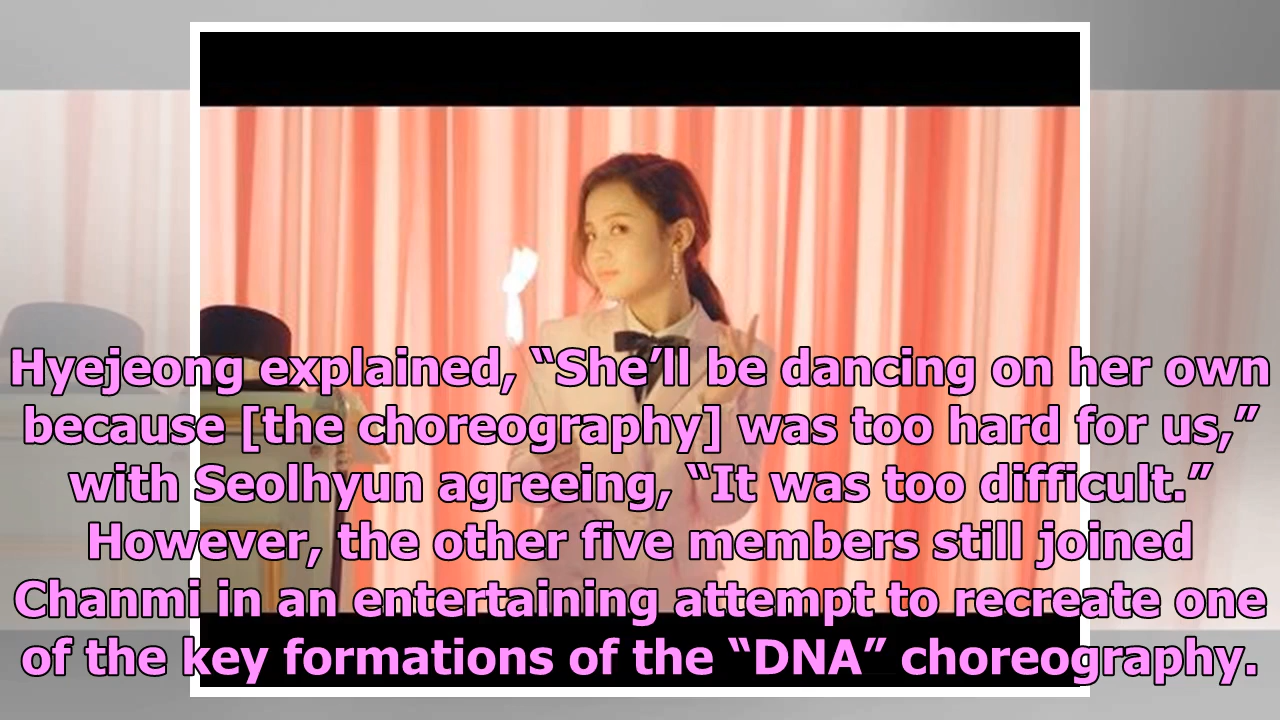 Hyejeong explained, “She’ll be dancing on her own
because [the choreography] was too hard for us,”
with Seolhyun agreeing, “It was too difficult.”
However, the other five members still joined
Chanmi in an entertaining attempt to recreate one
of the key formations of the “DNA” choreography.